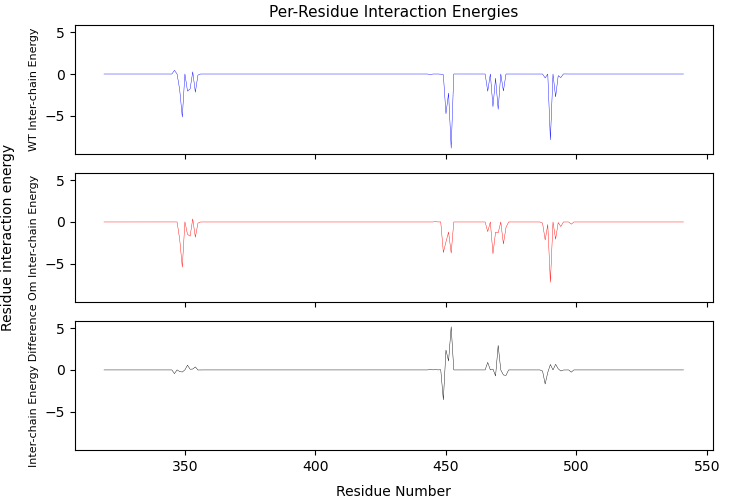 Per-Residue Interaction Energies
Residue interaction energy
WT Inter-chain Energy
5
0
−5
Om Inter-chain Energy
5
0
−5
Inter-chain Energy Difference
5
0
−5
350
400
450
500
550
Residue Number